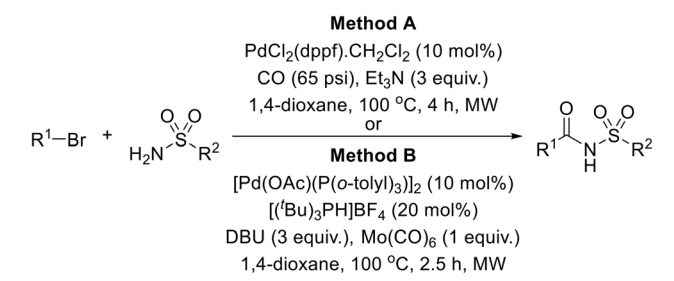 Method A
PdCl₂(dppf).CH₂Cl₂ (10 mol%)
CO (65 psi), Et₃N (3 equiv.)
1,4-dioxane, 100 ºC, 4 h, MW
or
Method B
[Pd(OAc)(P(o-tolyl)₃)]₂ (10 mol%)
[(ᵗBu)₃PH]BF₄ (20 mol%)
DBU (3 equiv.), Mo(CO)₆ (1 equiv.)
1,4-dioxane, 100 ºC, 2.5 h, MW
R¹–Br + H₂N S O O R²
R¹ O N H S O O R²